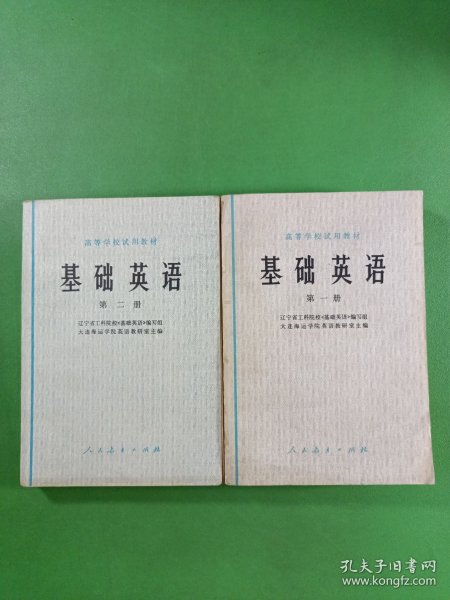 高等学校试用教材
基础英语
第二册
辽宁省工科院校《基础英语》编写组
大连海运学院英语教研室主编
人民教育出版社
高等学校试用教材
基础英语
第一册
辽宁省工科院校《基础英语》编写组
大连海运学院英语教研室主编
人民教育出版社
孔夫子旧书网
www.kongfz.com